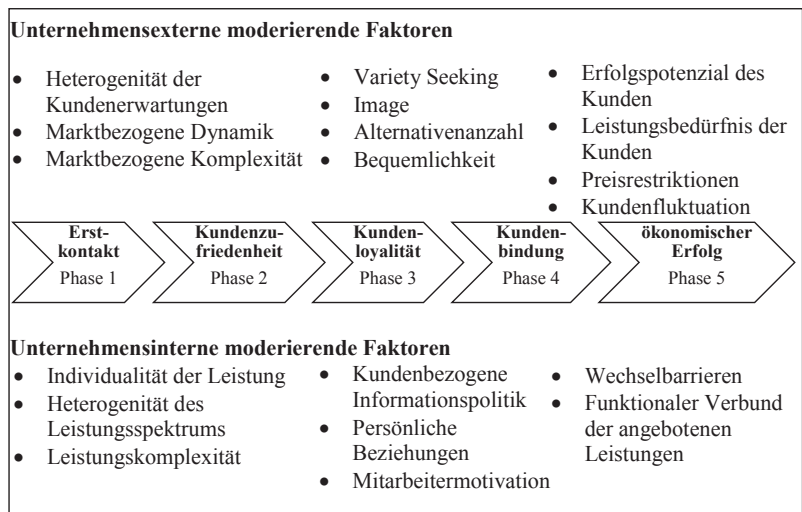 Unternehmensexterne moderierende Faktoren
• Heterogenität der
Kundenerwartungen
• Marktbezogene Dynamik
• Marktbezogene Komplexität
• Variety Seeking
• Image
• Alternativenanzahl
• Bequemlichkeit
• Erfolgspotenzial des
Kunden
• Leistungsbedürfnis der
Kunden
• Preisrestriktionen
• Kundenfluktuation
Erst-
kontakt
Phase 1
Kundenzu-
friedenheit
Phase 2
Kunden-
loyalität
Phase 3
Kunden-
bindung
Phase 4
ökonomischer
Erfolg
Phase 5
Unternehmensinterne moderierende Faktoren
• Individualität der Leistung
• Heterogenität des
Leistungsspektrums
• Leistungskomplexität
• Kundenbezogene
Informationspolitik
• Persönliche
Beziehungen
• Mitarbeitermotivation
• Wechselbarrieren
• Funktionaler Verbund
der angebotenen
Leistungen